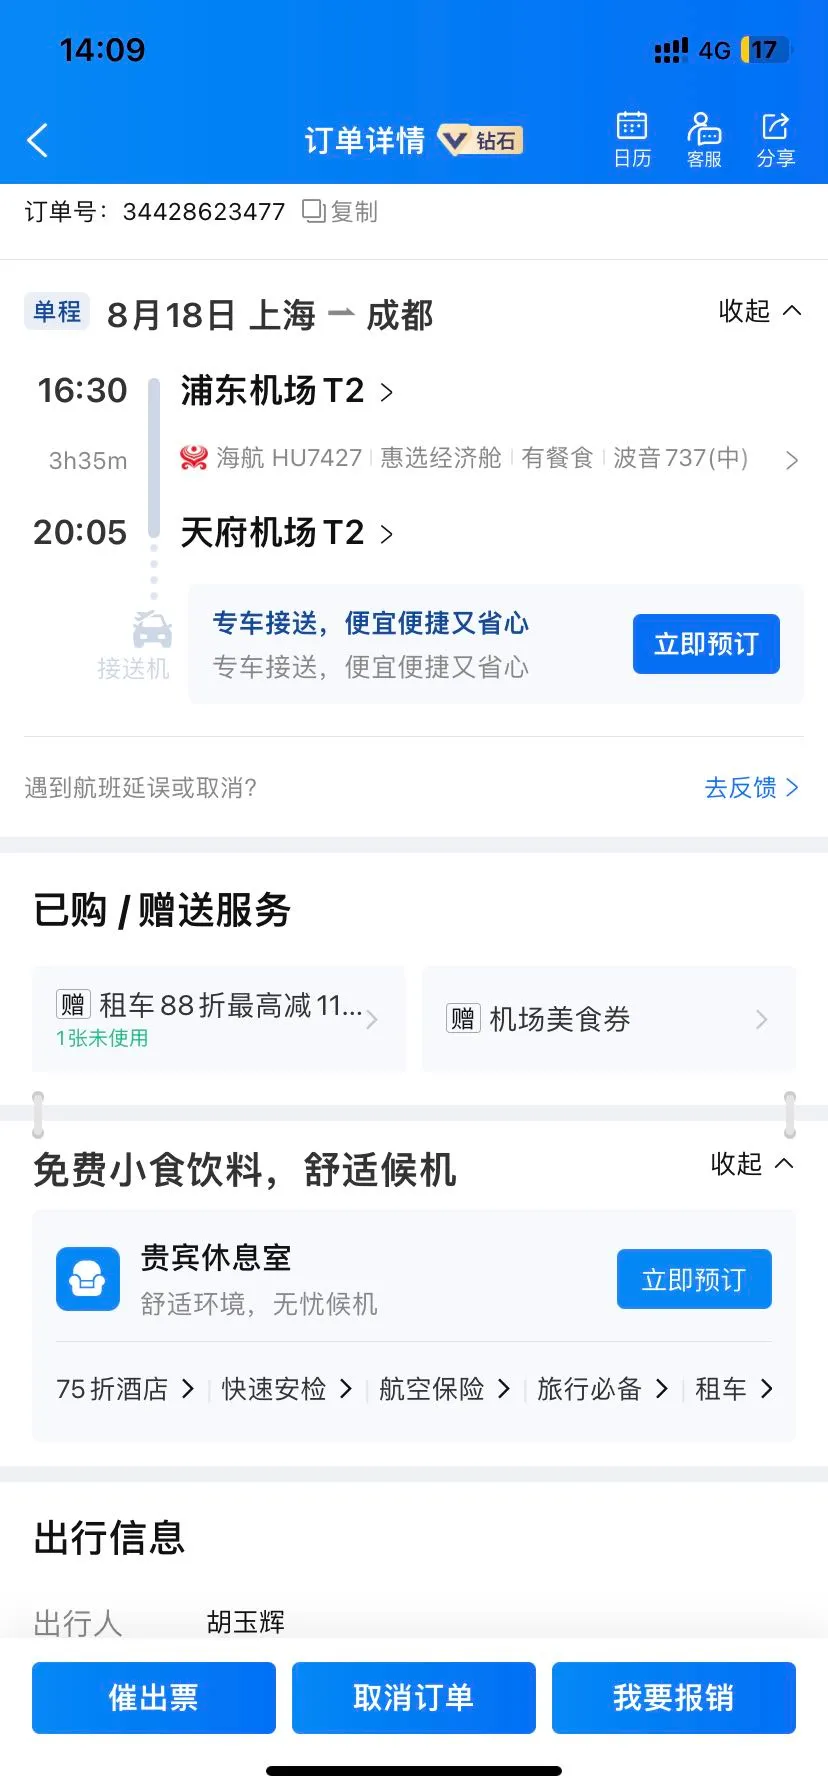 14:09
4G 17
订单详情 钻石
日历 客服 分享
订单号：34428623477 复制
单程 8月18日 上海 成都 收起
16:30 浦东机场T2
3h35m 海航 HU7427 惠选经济舱 有餐食 波音737(中)
20:05 天府机场T2
专车接送，便宜便捷又省心
专车接送，便宜便捷又省心
立即预订
接送机
遇到航班延误或取消? 去反馈
已购 / 赠送服务
赠 租车88折最高减11...
1张未使用
赠 机场美食券
免费小食饮料，舒适候机 收起
贵宾休息室
舒适环境，无忧候机
立即预订
75折酒店 快速安检 航空保险 旅行必备 租车
出行信息
出行人 胡玉辉
催出票 取消订单 我要报销